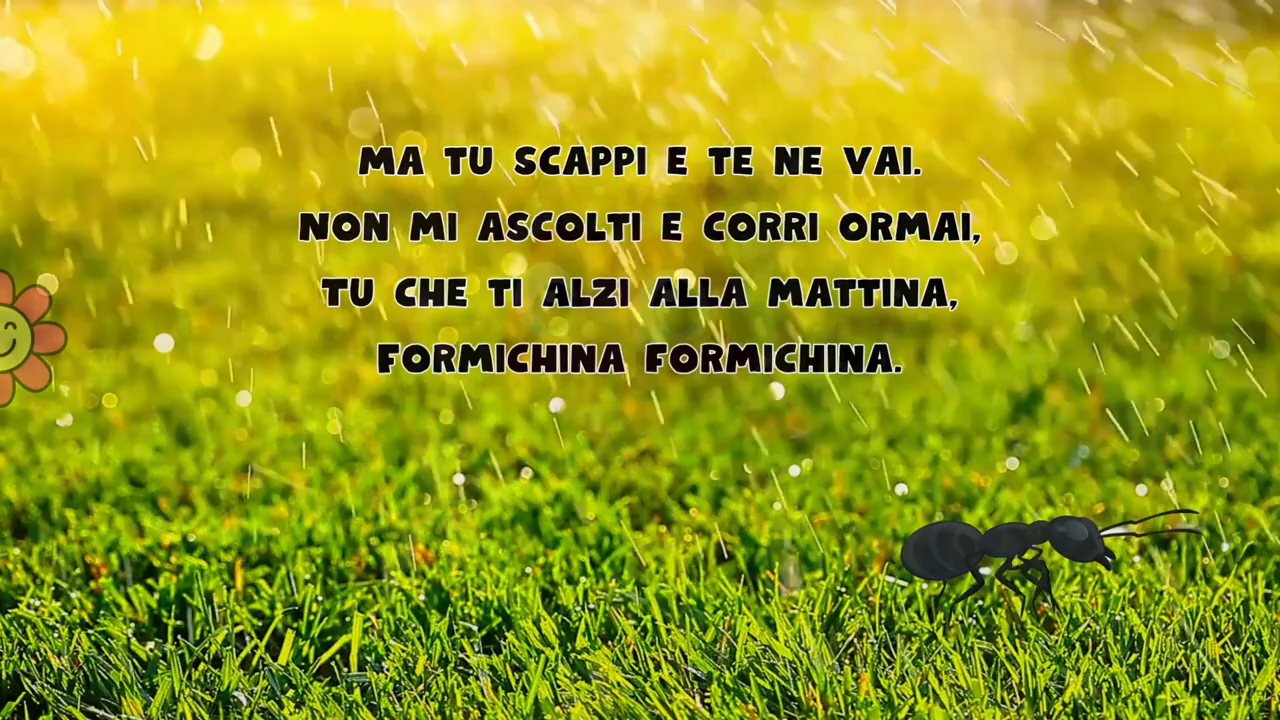 MA TU SCAPPI E TE NE VAI.
NON MI ASCOLTI E CORRI ORMAI,
TU CHE TI ALZI ALLA MATTINA,
FORMICHINA FORMICHINA.